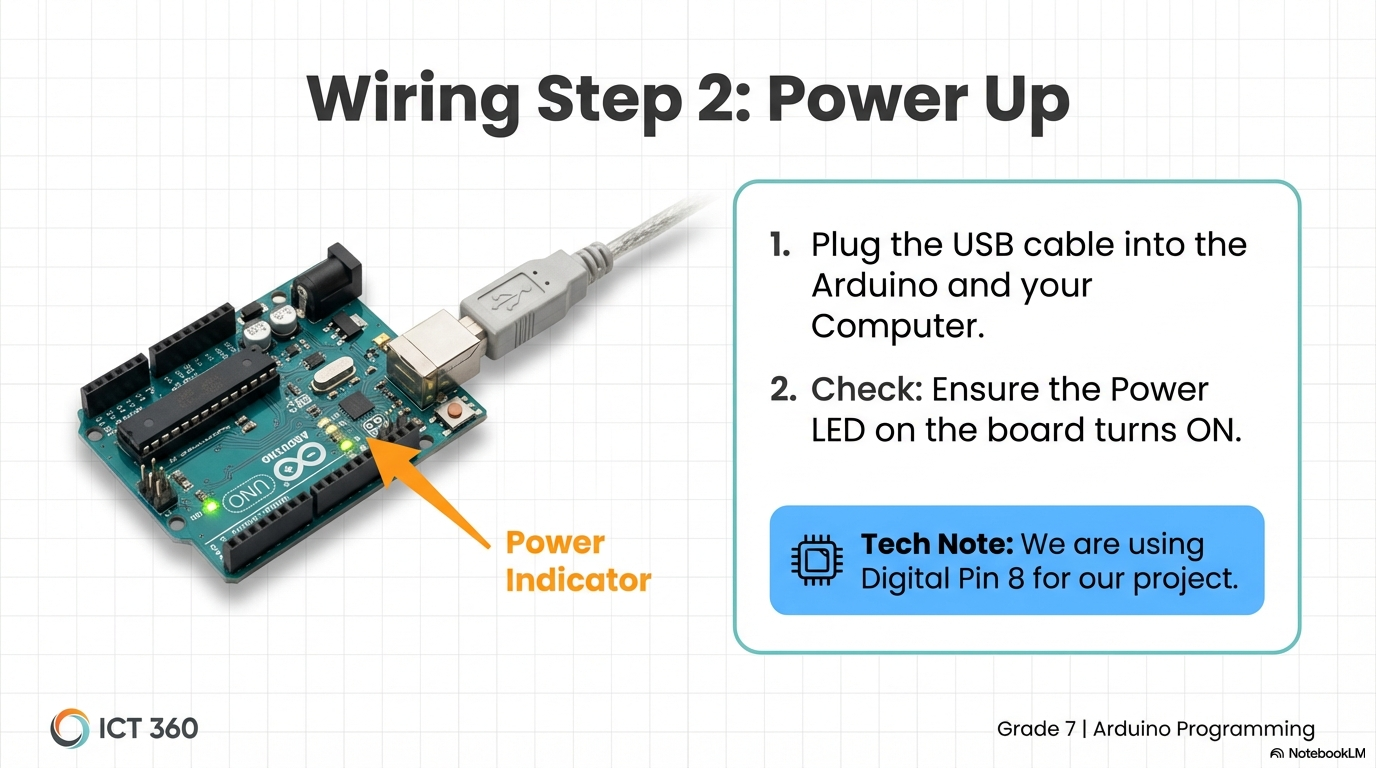 Wiring Step 2: Power Up
1. Plug the USB cable into the
Arduino and your
Computer.
2. Check: Ensure the Power
LED on the board turns ON.
Tech Note: We are using
Digital Pin 8 for our project.
ARDUINO
UNO
Power
Indicator
ICT 360
Grade 7 | Arduino Programming
NotebookLM